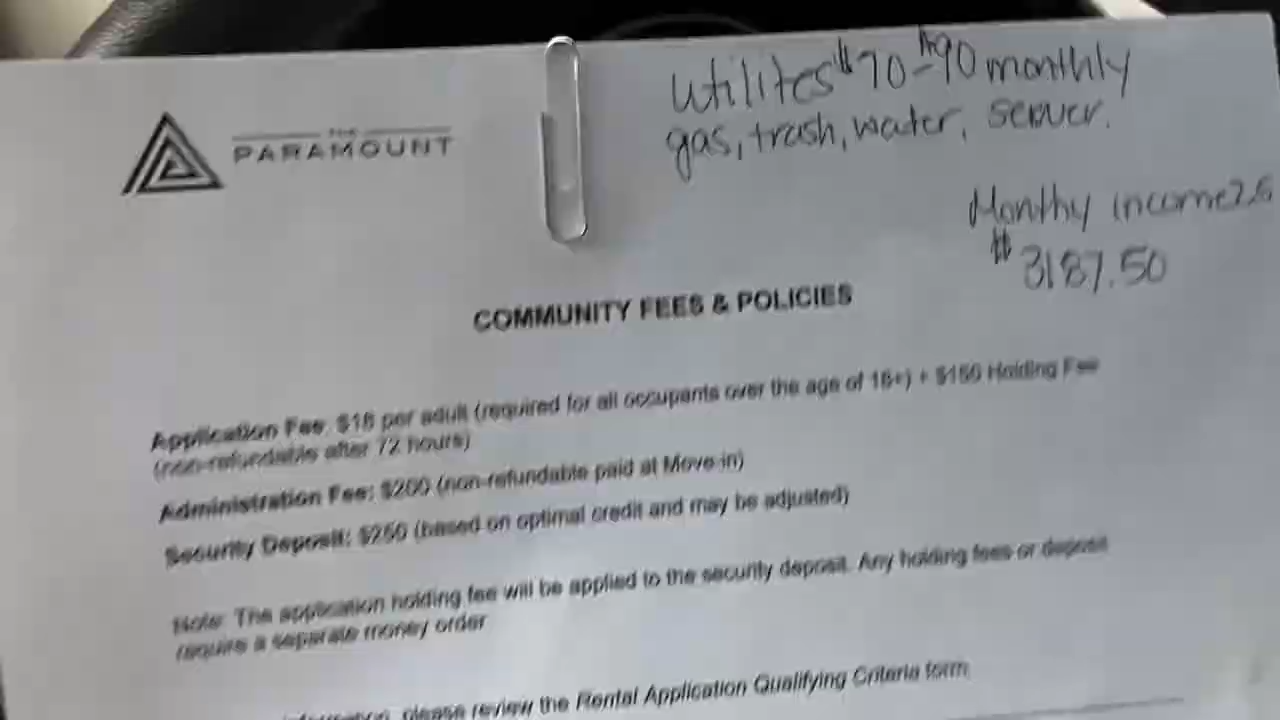 Utilites $70-$90 monthly
gas, trash, water, sewer.
THE
PARAMOUNT
Monthy income 2.5
$3187.50
COMMUNITY FEES & POLICIES
Application Fee: per adult (required for all occupants over the age of 18+) + $150 Holding Fee
(non-refundable after 72 hours)
Administration Fee: $200 (non-refundable paid at Move-in)
Security Deposit: $250 (based on optimal credit and may be adjusted)
Note: The application holding fee will be applied to the security deposit. Any holding fees or deposit
require a separate money order
please review the Rental Application Qualifying Criteria form